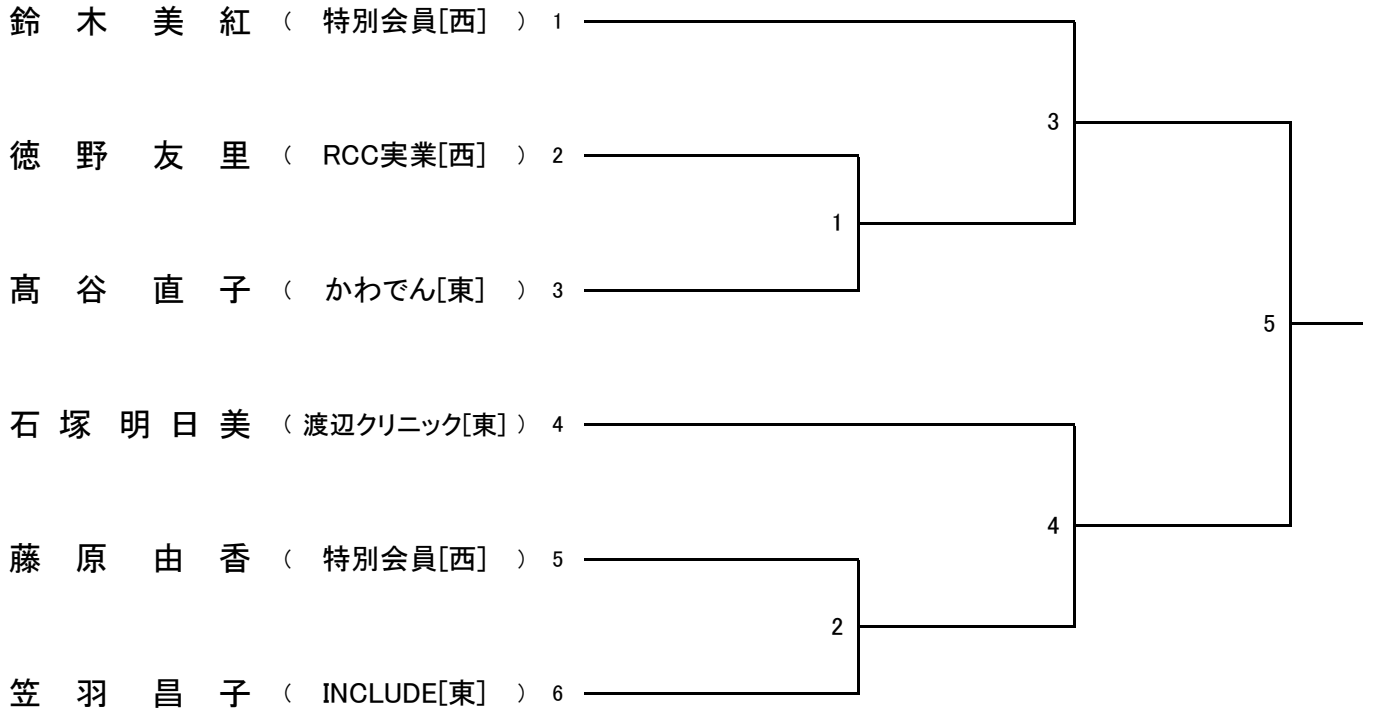 鈴 木 美 紅 （ 特別会員[西] ） 1
3
徳 野 友 里 （ RCC実業[西] ） 2
1
髙 谷 直 子 （ かわでん[東] ） 3
5
石 塚 明 日 美 （ 渡辺クリニック[東] ） 4
4
藤 原 由 香 （ 特別会員[西] ） 5
2
笠 羽 昌 子 （ INCLUDE[東] ） 6